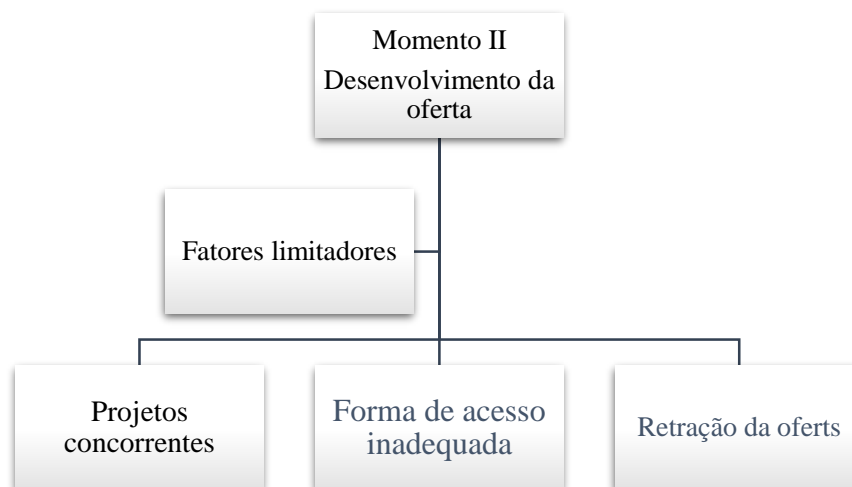 Momento II
Desenvolvimento da
oferta
Fatores limitadores
Projetos
concorrentes
Forma de acesso
inadequada
Retração da oferts